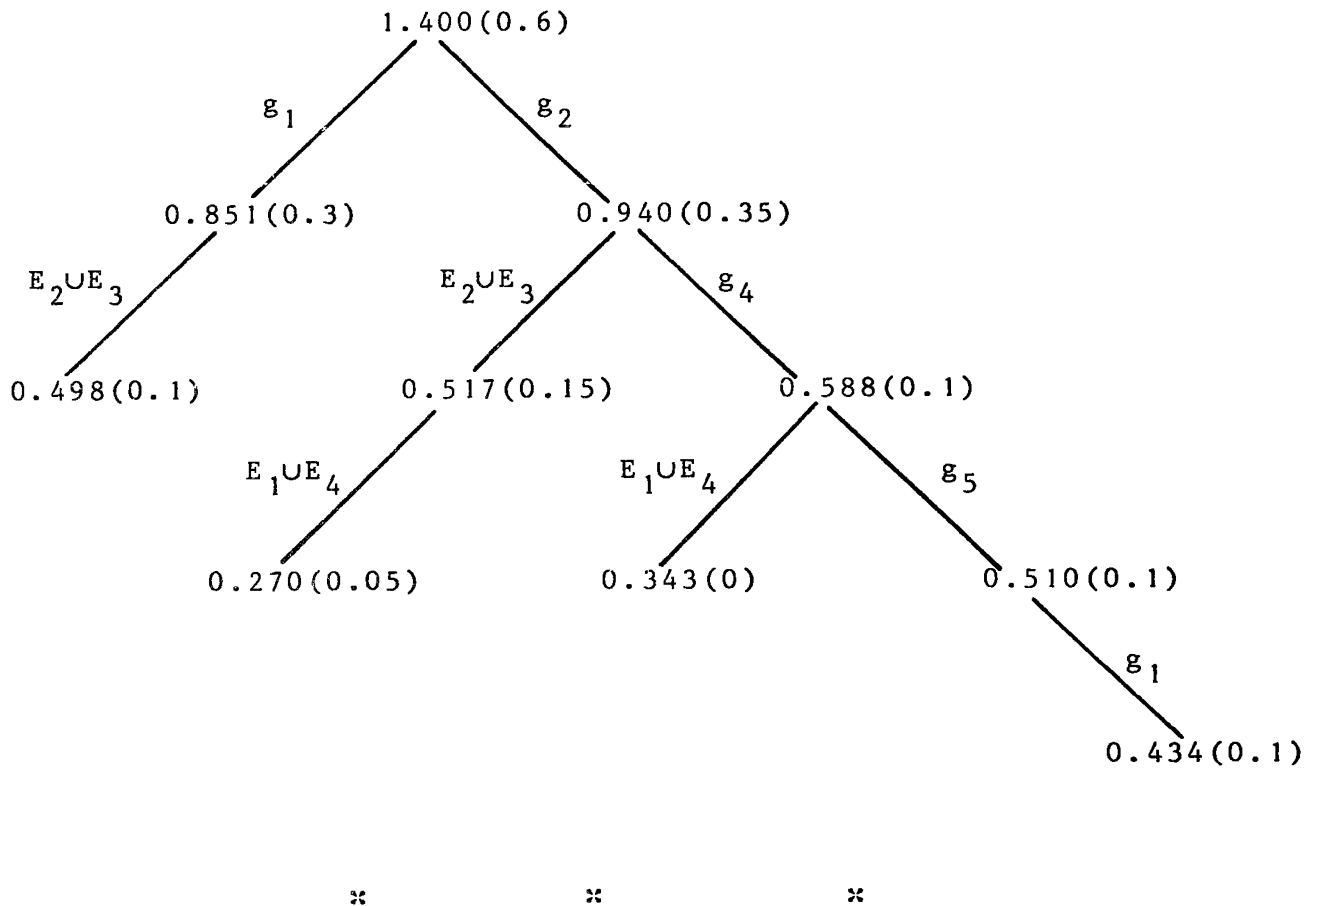 1.400(0.6)
g1 g2
0.851(0.3) 0.940(0.35)
E2∪E3 E2∪E3 g4
0.498(0.1) 0.517(0.15) 0.588(0.1)
E1∪E4 E1∪E4 g5
0.270(0.05) 0.343(0) 0.510(0.1)
g1
0.434(0.1)
* * *